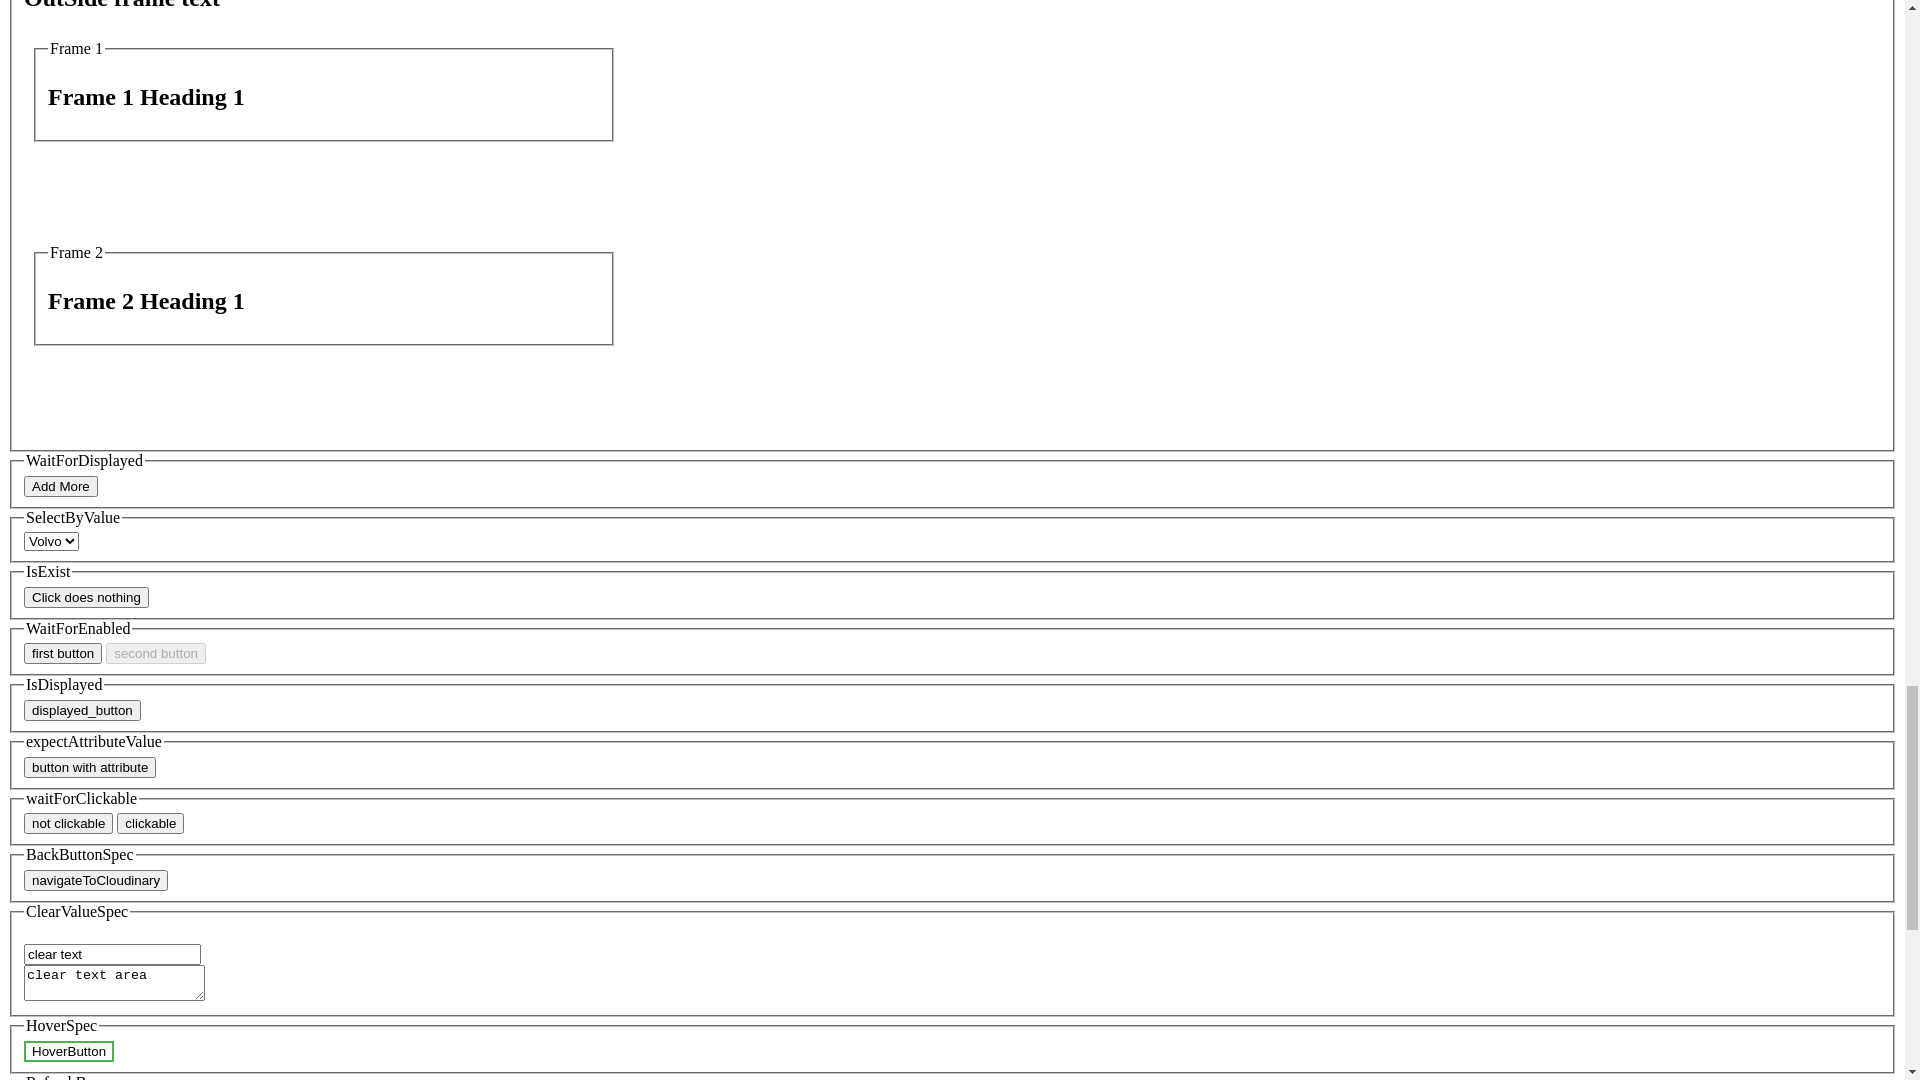 OutSide frame text
Frame 1
Frame 1 Heading 1
Frame 2
Frame 2 Heading 1
WaitForDisplayed
Add More
SelectByValue
Volvo
IsExist
Click does nothing
WaitForEnabled
first button second button
IsDisplayed
displayed_button
expectAttributeValue
button with attribute
waitForClickable
not clickable clickable
BackButtonSpec
navigateToCloudinary
ClearValueSpec
clear text
clear text area
HoverSpec
HoverButton